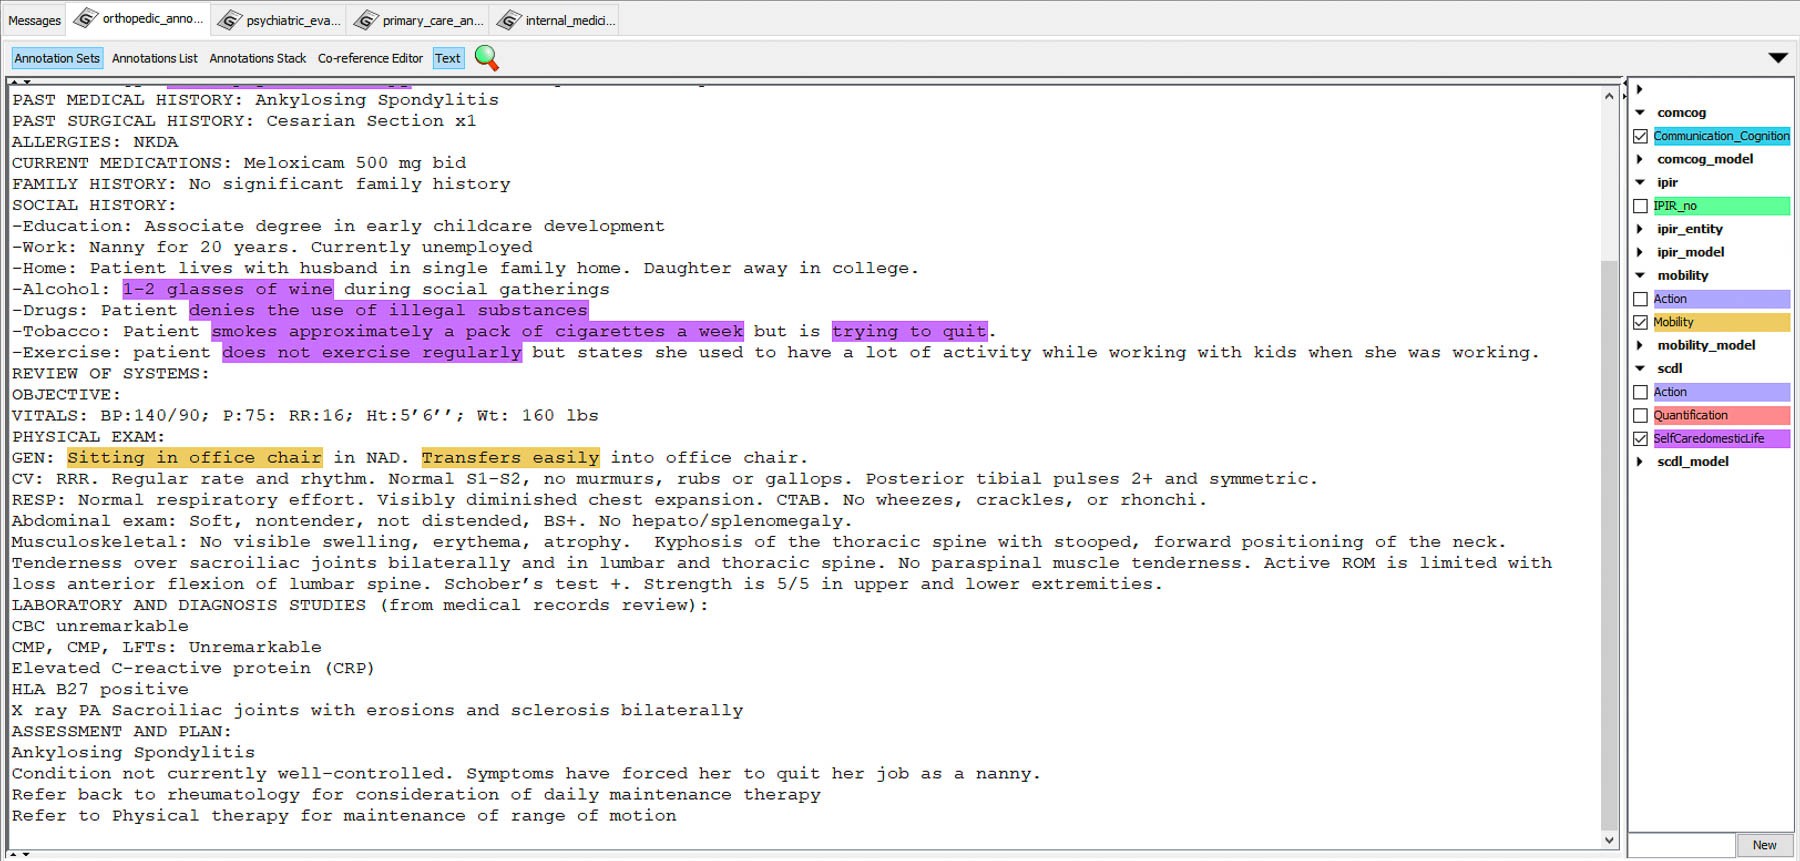 Messages
orthopedic_anno...
psychiatric_eva...
primary_care_an...
internal_medici...
Annotation Sets Annotations List Annotations Stack Co-reference Editor Text
PAST MEDICAL HISTORY: Ankylosing Spondylitis
PAST SURGICAL HISTORY: Cesarian Section x1
ALLERGIES: NKDA
CURRENT MEDICATIONS: Meloxicam 500 mg bid
FAMILY HISTORY: No significant family history
SOCIAL HISTORY:
-Education: Associate degree in early childcare development
-Work: Nanny for 20 years. Currently unemployed
-Home: Patient lives with husband in single family home. Daughter away in college.
-Alcohol: 1-2 glasses of wine during social gatherings
-Drugs: Patient denies the use of illegal substances
-Tobacco: Patient smokes approximately a pack of cigarettes a week but is trying to quit.
-Exercise: patient does not exercise regularly but states she used to have a lot of activity while working with kids when she was working.
REVIEW OF SYSTEMS:
OBJECTIVE:
VITALS: BP:140/90; P:75: RR:16; Ht:5’6’’; Wt: 160 lbs
PHYSICAL EXAM:
GEN: Sitting in office chair in NAD. Transfers easily into office chair.
CV: RRR. Regular rate and rhythm. Normal S1-S2, no murmurs, rubs or gallops. Posterior tibial pulses 2+ and symmetric.
RESP: Normal respiratory effort. Visibly diminished chest expansion. CTAB. No wheezes, crackles, or rhonchi.
Abdominal exam: Soft, nontender, not distended, BS+. No hepato/splenomegaly.
Musculoskeletal: No visible swelling, erythema, atrophy.  Kyphosis of the thoracic spine with stooped, forward positioning of the neck.
Tenderness over sacroiliac joints bilaterally and in lumbar and thoracic spine. No paraspinal muscle tenderness. Active ROM is limited with
loss anterior flexion of lumbar spine. Schober’s test +. Strength is 5/5 in upper and lower extremities.
LABORATORY AND DIAGNOSIS STUDIES (from medical records review):
CBC unremarkable
CMP, CMP, LFTs: Unremarkable
Elevated C-reactive protein (CRP)
HLA B27 positive
X ray PA Sacroiliac joints with erosions and sclerosis bilaterally
ASSESSMENT AND PLAN:
Ankylosing Spondylitis
Condition not currently well-controlled. Symptoms have forced her to quit her job as a nanny.
Refer back to rheumatology for consideration of daily maintenance therapy
Refer to Physical therapy for maintenance of range of motion
comcog
Communication_Cognition
comcog_model
ipir
IPIR_no
ipir_entity
ipir_model
mobility
Action
Mobility
mobility_model
scdl
Action
Quantification
SelfCaredomesticLife
scdl_model
New